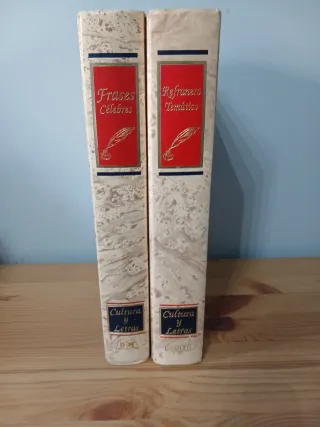 Frases
Célebres
Cultura
y
Letras
Refranero
Temático
Cultura
y
Letras